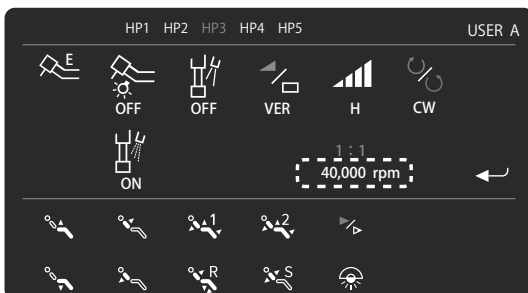 HP1 HP2 HP3 HP4 HP5 USER A
E
OFF OFF VER H CW
ON
1:1
40,000 rpm
1 2
R S